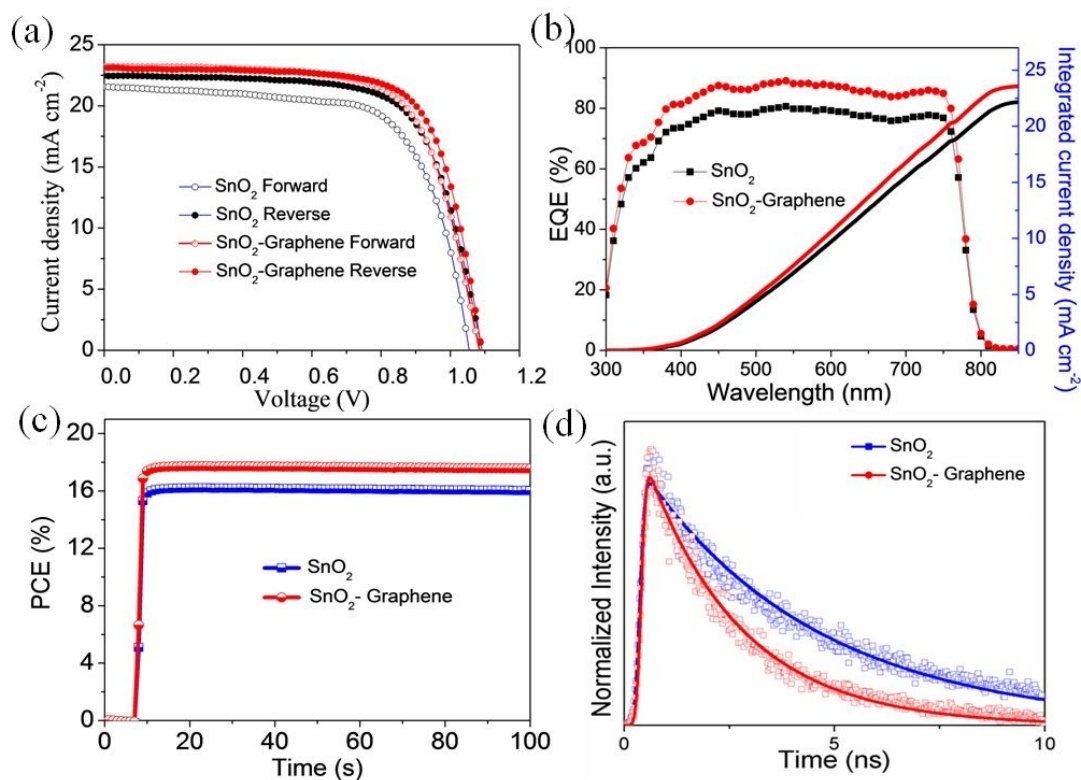 (a)
25
20
15
10
5
0
Current density (mA cm⁻²)
SnO₂ Forward
SnO₂ Reverse
SnO₂-Graphene Forward
SnO₂-Graphene Reverse
0.0 0.2 0.4 0.6 0.8 1.0 1.2
Voltage (V)
(b)
100
80
60
40
20
0
EQE (%)
SnO₂
SnO₂-Graphene
25
20
15
10
5
0
Integrated current density (mA cm⁻²)
300 400 500 600 700 800
Wavelength (nm)
(c)
20
16
12
8
4
0
PCE (%)
SnO₂
SnO₂- Graphene
0 20 40 60 80 100
Time (s)
(d)
Normalized Intensity (a.u.)
SnO₂
SnO₂- Graphene
0 5 10
Time (ns)